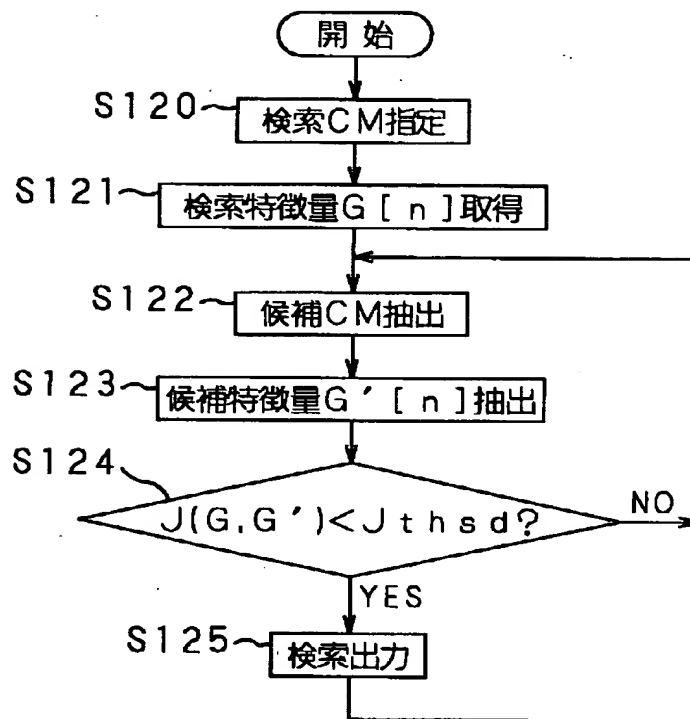 開始
S120
検索CM指定
S121
検索特徴量G[n]取得
S122
候補CM抽出
S123
候補特徴量G'[n]抽出
S124
J(G,G')<Jthsd?
NO
YES
S125
検索出力